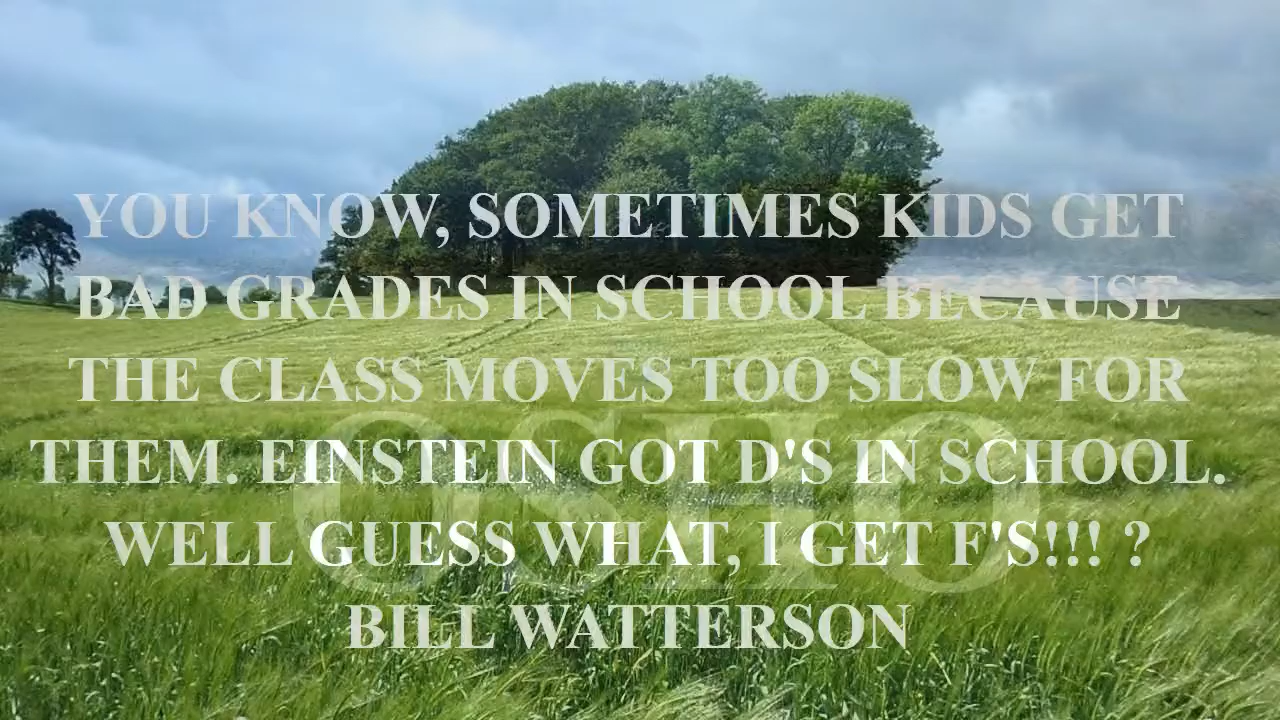 YOU KNOW, SOMETIMES KIDS GET
BAD GRADES IN SCHOOL BECAUSE
THE CLASS MOVES TOO SLOW FOR
THEM. EINSTEIN GOT D'S IN SCHOOL.
WELL GUESS WHAT, I GET F'S!!! ?
BILL WATTERSON
OSHO